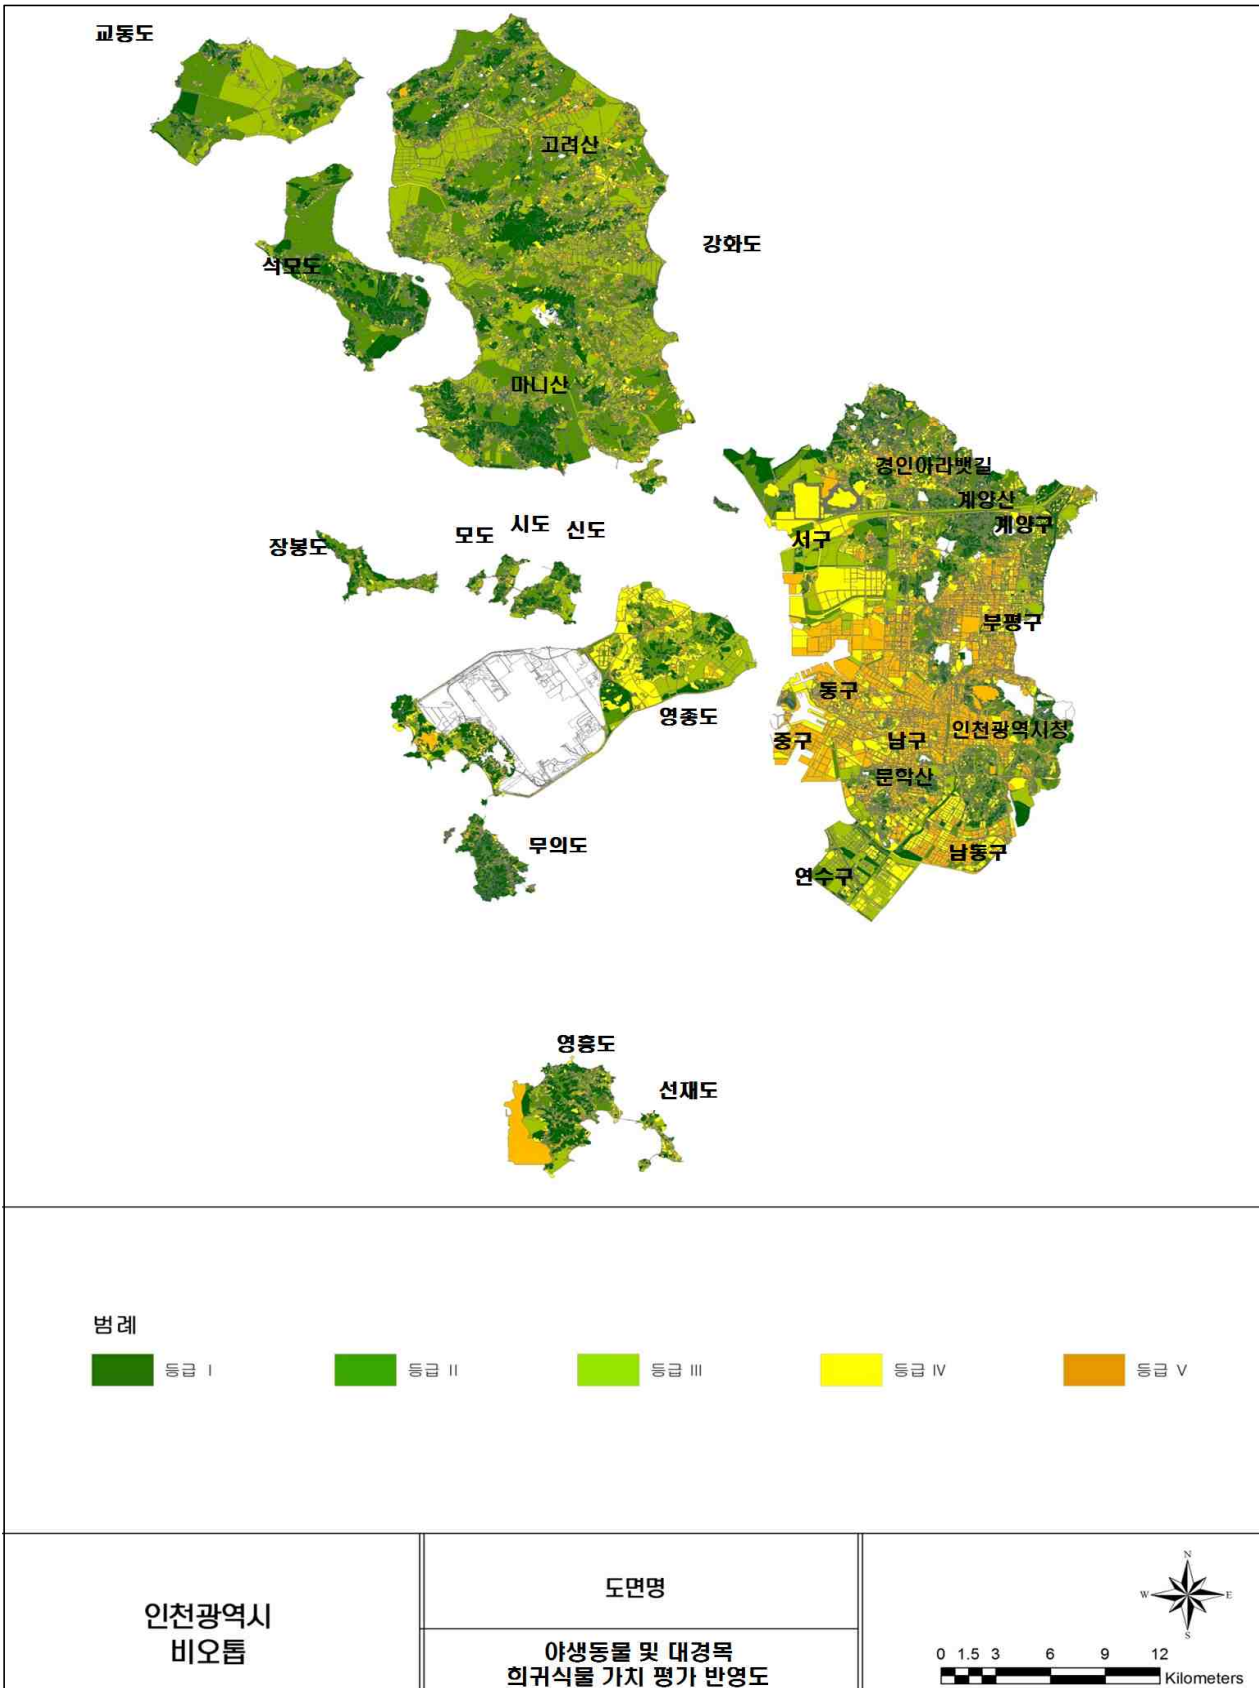 교동도
고려산
강화도
석모도
마니산
경인아라뱃길
계양산
계양구
서구
장봉도
모도
시도
신도
부평구
동구
영종도
중구
남구
인천광역시청
문학산
무의도
남동구
연수구
영흥도
선재도
범례
등급 I
등급 II
등급 III
등급 IV
등급 V
인천광역시
비오톱
도면명
야생동물 및 대경목
희귀식물 가치 평가 반영도
N
W
E
S
0 1.5 3 6 9 12
Kilometers